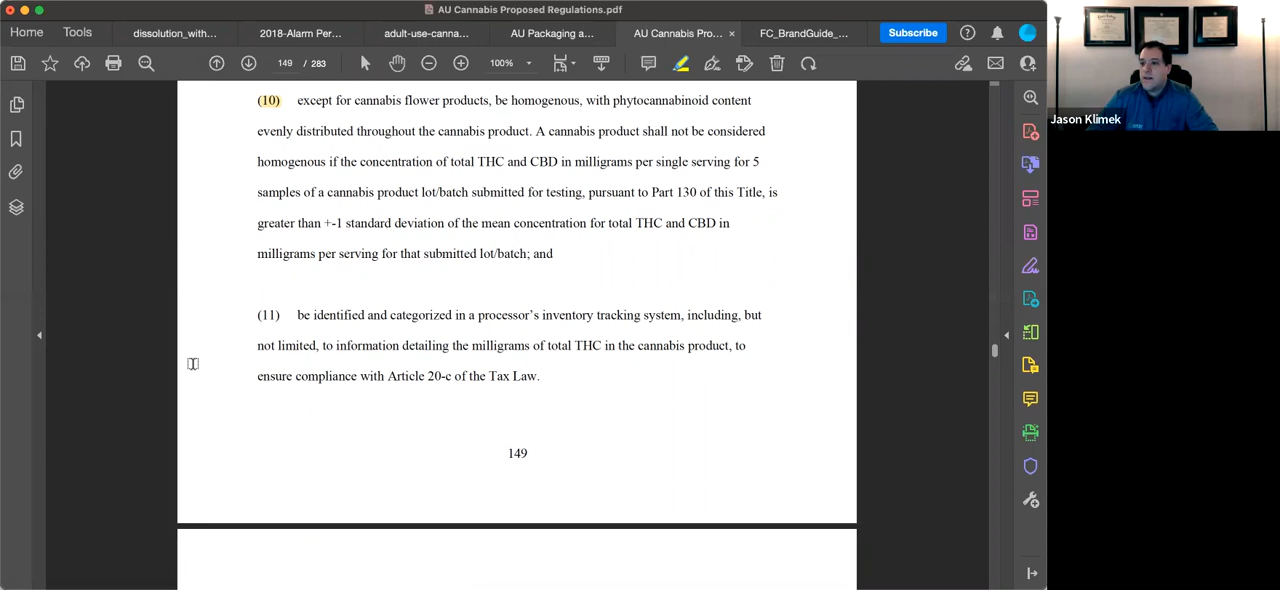 AU Cannabis Proposed Regulations.pdf
Home
Tools
dissolution_with...
2018-Alarm Per...
adult-use-canna...
AU Packaging a...
AU Cannabis Pro...
×
FC_BrandGuide_...
Subscribe
149 / 283
100%
(10) except for cannabis flower products, be homogenous, with phytocannabinoid content
evenly distributed throughout the cannabis product. A cannabis product shall not be considered
homogenous if the concentration of total THC and CBD in milligrams per single serving for 5
samples of a cannabis product lot/batch submitted for testing, pursuant to Part 130 of this Title, is
greater than +-1 standard deviation of the mean concentration for total THC and CBD in
milligrams per serving for that submitted lot/batch; and
(11) be identified and categorized in a processor's inventory tracking system, including, but
not limited, to information detailing the milligrams of total THC in the cannabis product, to
ensure compliance with Article 20-c of the Tax Law.
149
Jason Klimek